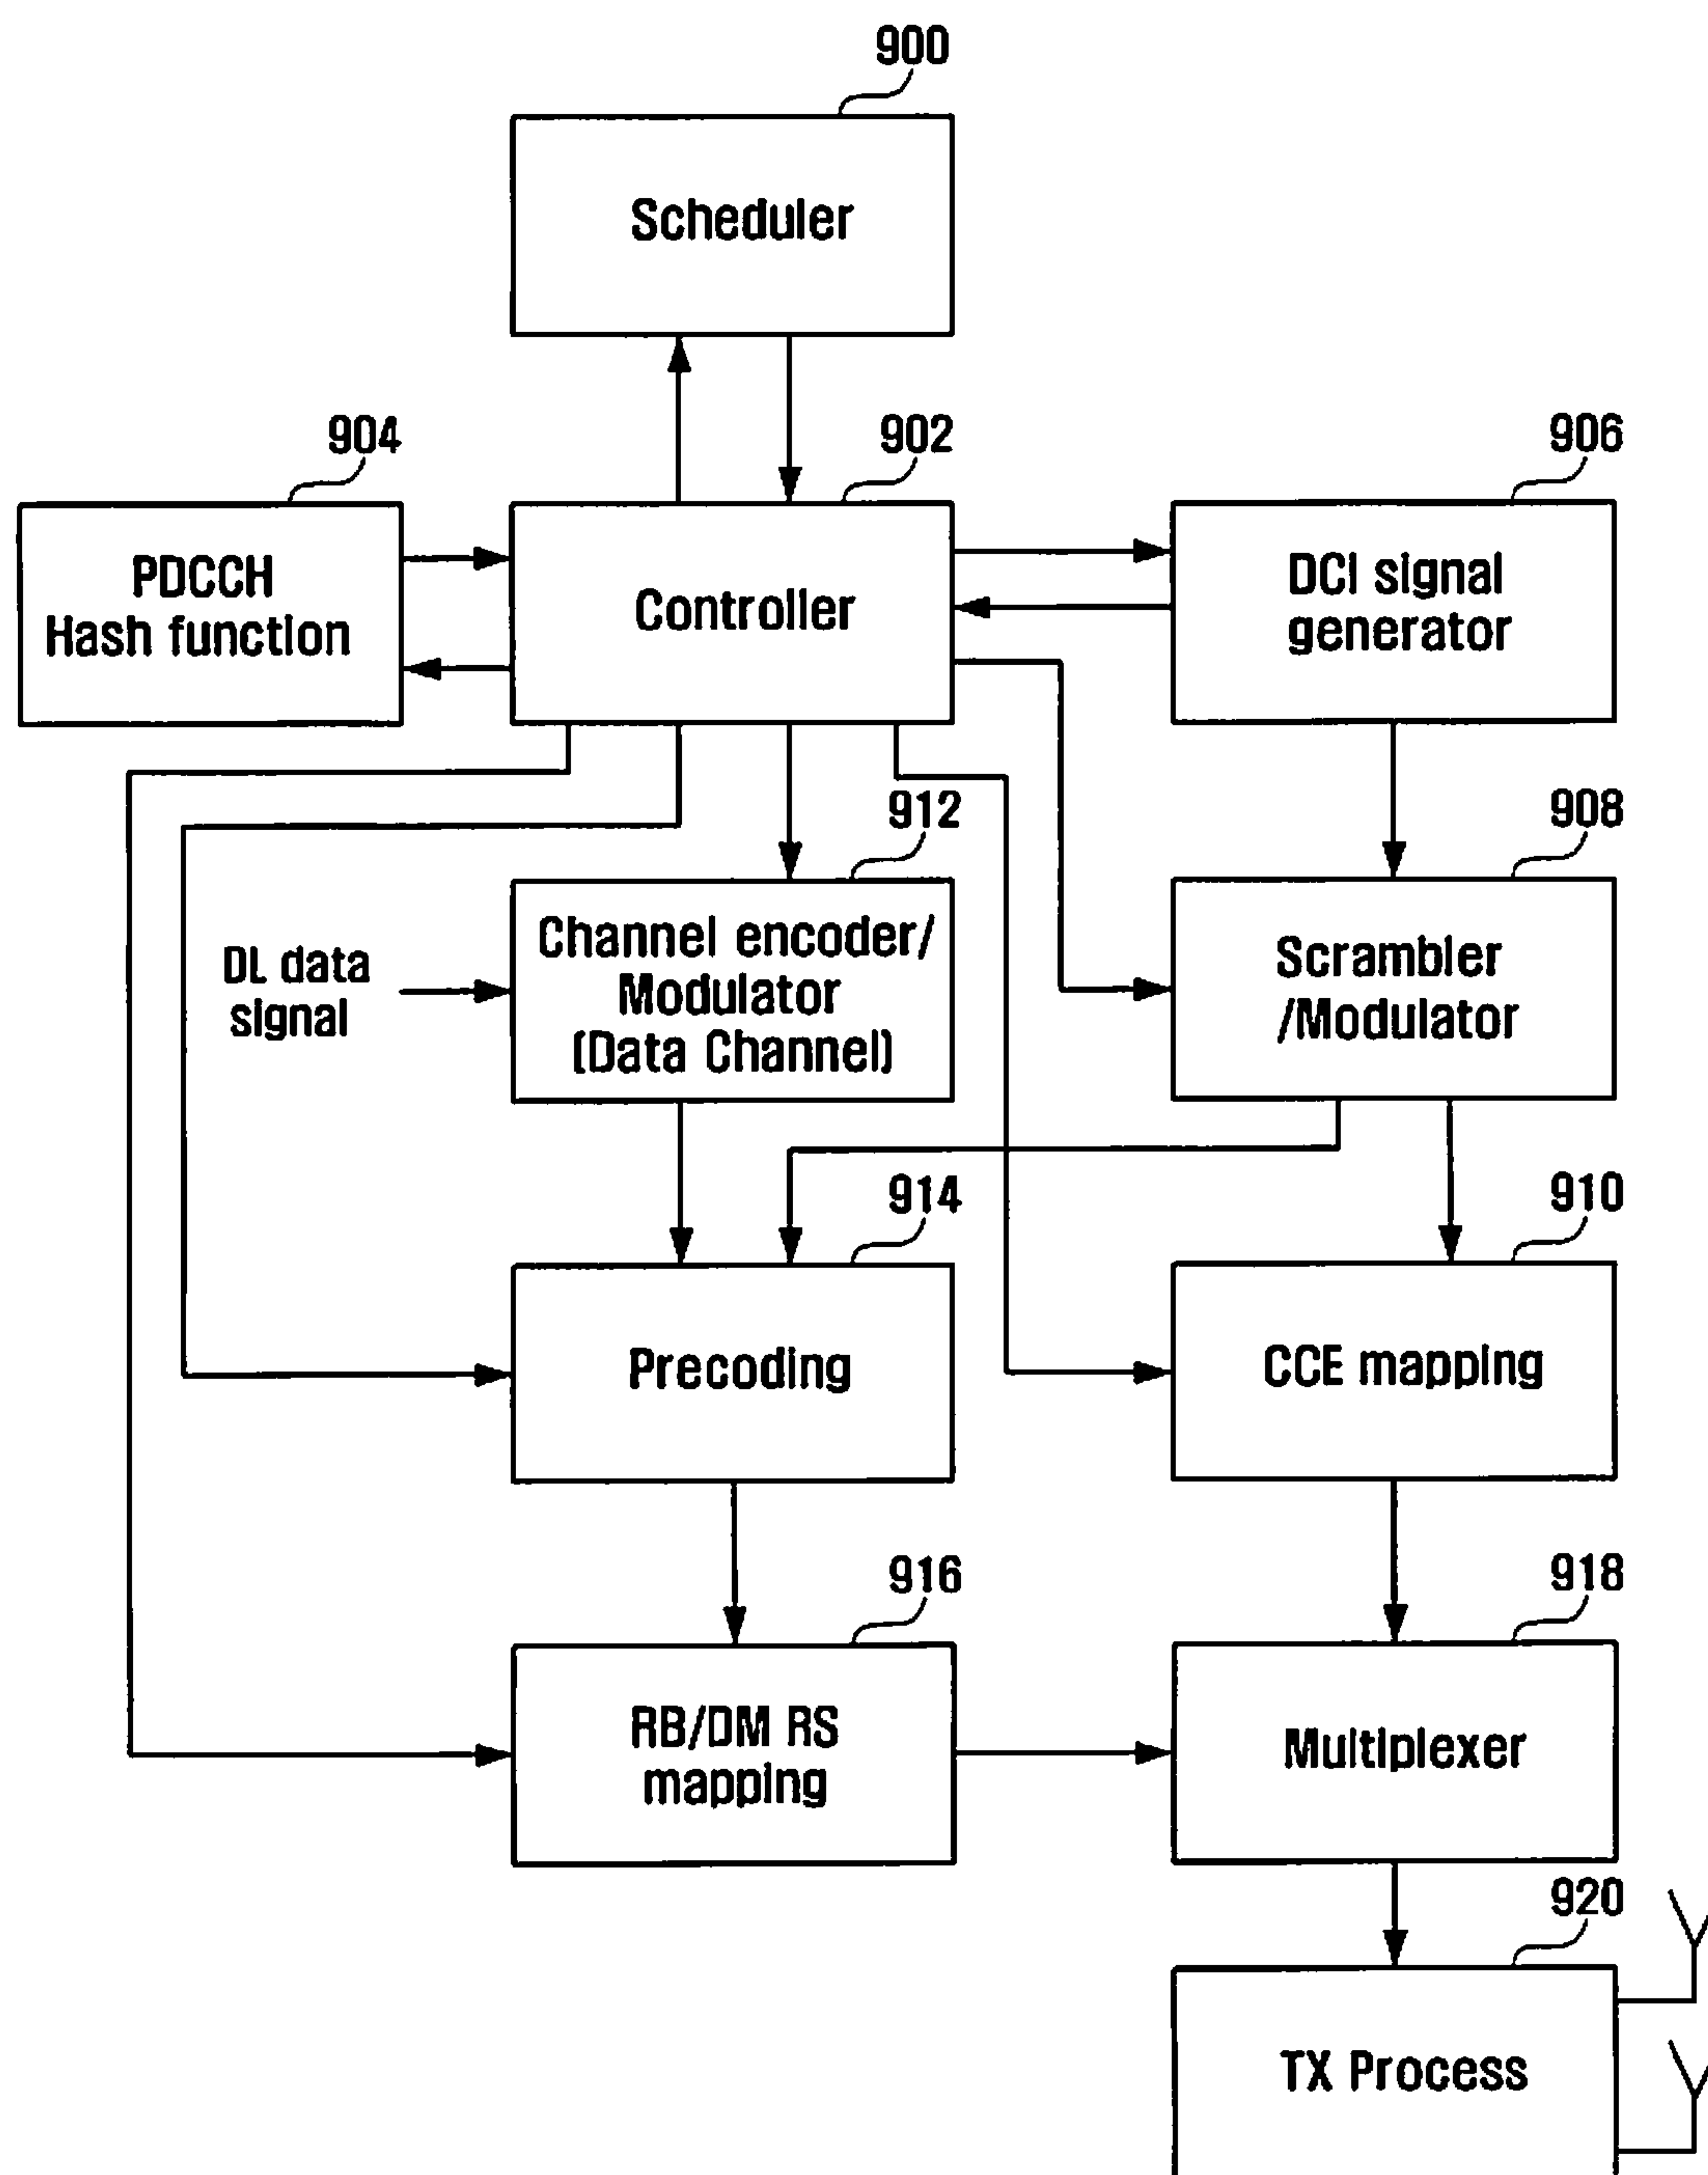 900
Scheduler
904
902
906
PDCCH
Hash function
Controller
DCI signal
generator
912
908
DL data
signal
Channel encoder/
Modulator
(Data Channel)
Scrambler
/Modulator
914
910
Precoding
CCE mapping
916
918
RB/DM RS
mapping
Multiplexer
920
TX Process